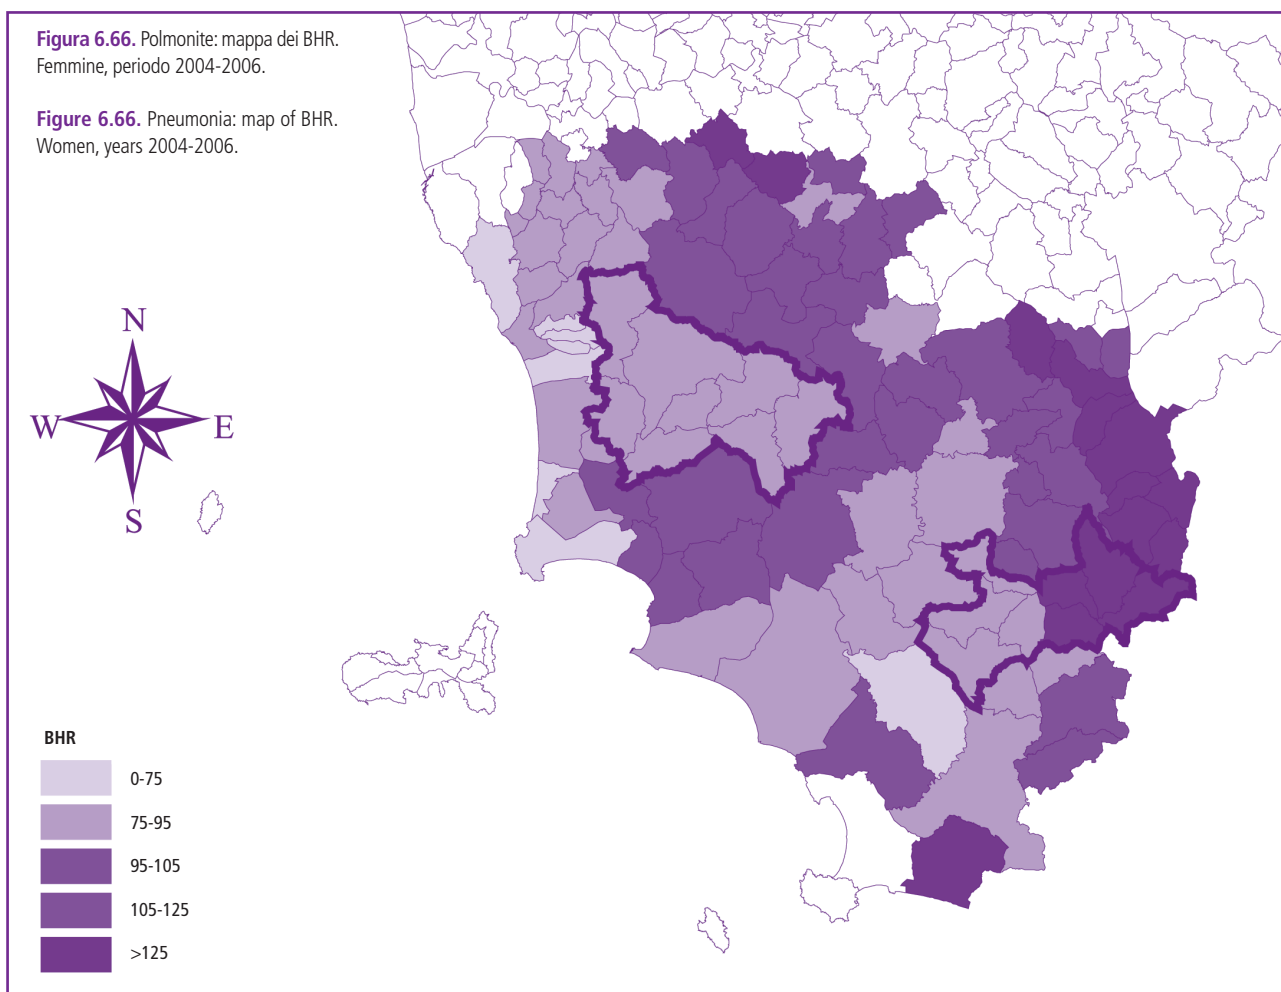 Figura 6.66. Polmonite: mappa dei BHR.
Femmine, periodo 2004-2006.
Figure 6.66. Pneumonia: map of BHR.
Women, years 2004-2006.
N
W
E
S
BHR
0-75
75-95
95-105
105-125
>125